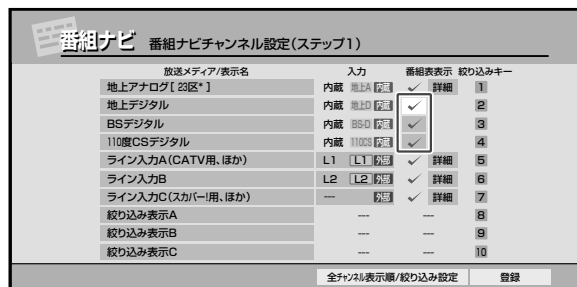 番組ナビ 番組ナビチャンネル設定(ステップ1)
放送メディア/表示名 入力 番組表表示 絞り込みキー
地上アナログ[ 23区* ] 内蔵 地上A 内蔵 ✓ 詳細 1
地上デジタル 内蔵 地上D 内蔵 ✓ 2
BSデジタル 内蔵 BS-D 内蔵 ✓ 3
110度CSデジタル 内蔵 110CS 内蔵 ✓ 4
ライン入力A(CATV用、ほか) L1 L1 外部 ✓ 詳細 5
ライン入力B L2 L2 外部 ✓ 詳細 6
ライン入力C(スカパー!用、ほか) --- 外部 ✓ 詳細 7
絞り込み表示A --- --- 8
絞り込み表示B --- --- 9
絞り込み表示C --- --- 10
全チャンネル表示順/絞り込み設定 登録